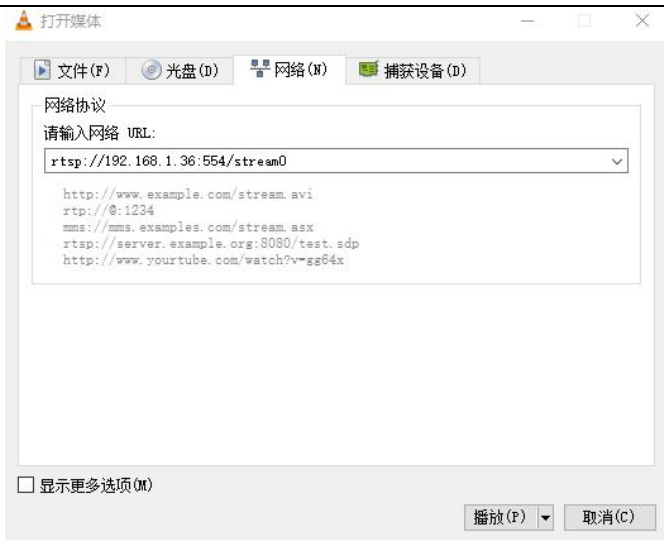 打开媒体
文件(F) 光盘(D) 网络(N) 捕获设备(D)
网络协议
请输入网络 URL:
rtsp://192.168.1.36:554/stream0
http://www.example.com/stream.avi
rtp://@:1234
mms://mms.examples.com/stream.asx
rtsp://server.example.org:8080/test.sdp
http://www.yourtube.com/watch?v=gg64x
显示更多选项(M)
播放(P) 取消(C)